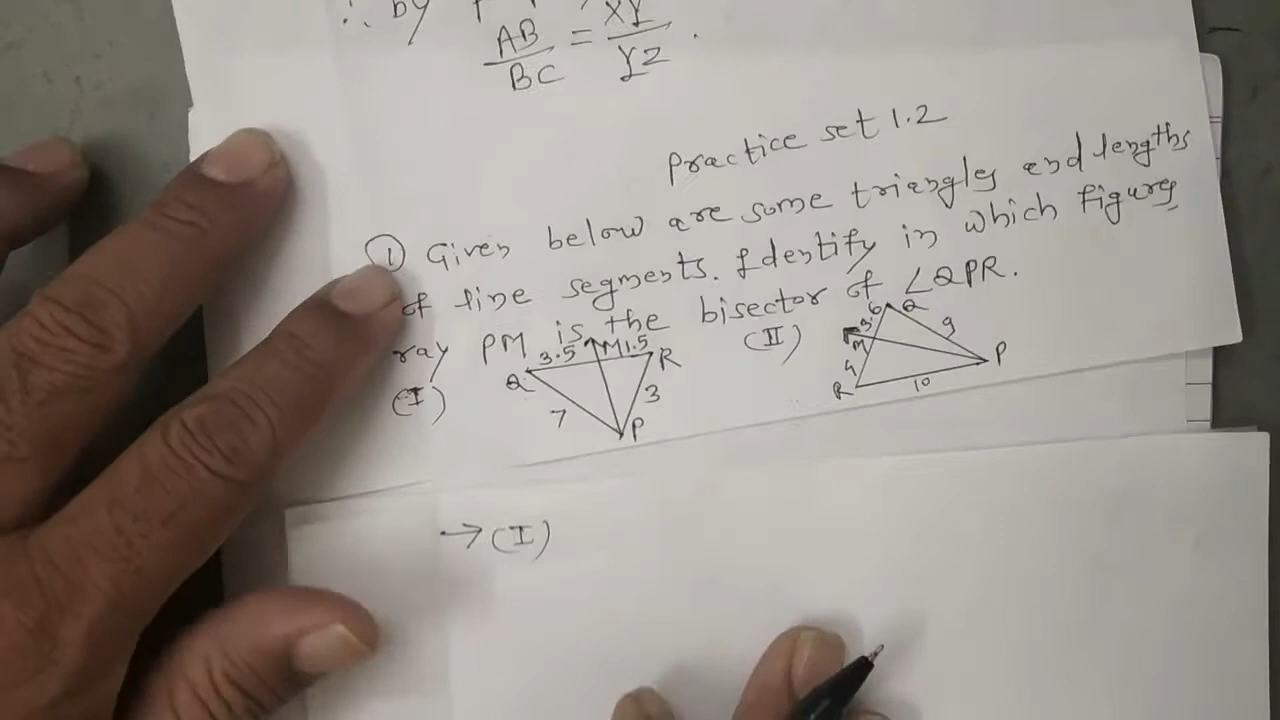 ∴ by
AB/BC = XY/YZ .
Practice set 1.2
① Given below are some triangles and lengths
of line segments. Identify in which figures
ray PM is the bisector of ∠QPR.
(I) Q 3.5 M 1.5 R 7 3 P
(II) 6 Q 9 M 4 R 10 P
→ (I)